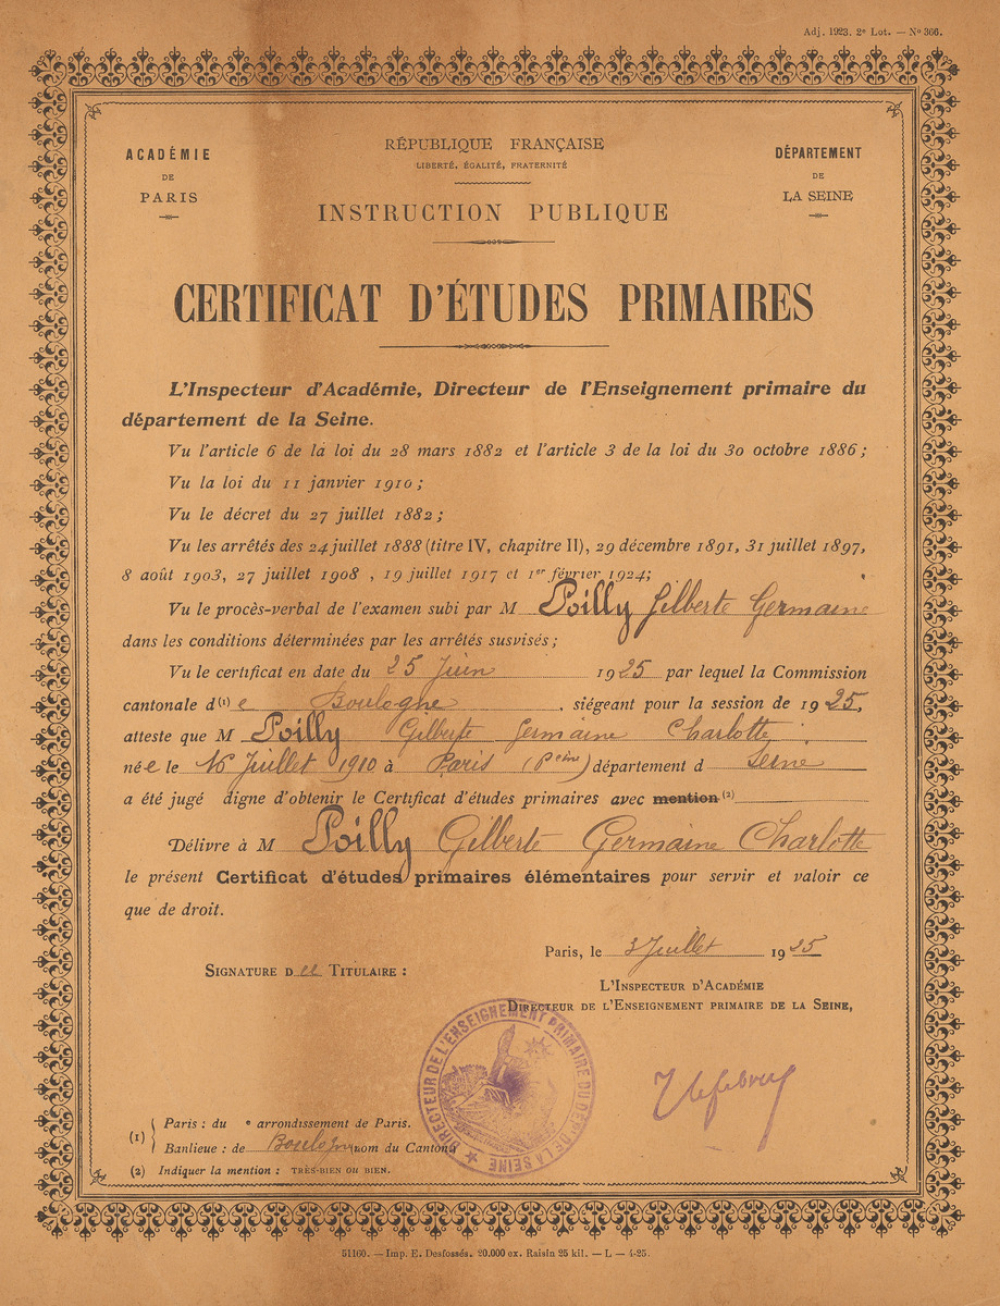 Adj. 1923. 2e Lot. — No 366.
ACADÉMIE
DE
PARIS
RÉPUBLIQUE FRANÇAISE
LIBERTÉ, ÉGALITÉ, FRATERNITÉ
INSTRUCTION PUBLIQUE
DÉPARTEMENT
DE
LA SEINE
CERTIFICAT D'ÉTUDES PRIMAIRES
L'Inspecteur d'Académie, Directeur de l'Enseignement primaire du
département de la Seine.
Vu l'article 6 de la loi du 28 mars 1882 et l'article 3 de la loi du 30 octobre 1886;
Vu la loi du 11 janvier 1910;
Vu le décret du 27 juillet 1882;
Vu les arrêtés des 24 juillet 1888 (titre IV, chapitre II), 29 décembre 1891, 31 juillet 1897,
8 août 1903, 27 juillet 1908, 19 juillet 1917 et 1er février 1924;
Vu le procès-verbal de l'examen subi par M Poilly Gilberte Germaine
dans les conditions déterminées par les arrêtés susvisés;
Vu le certificat en date du 25 Juin 1925 par lequel la Commission
cantonale d(1) e Boulogne, siégeant pour la session de 1925,
atteste que M Poilly Gilberte Germaine Charlotte
née le 16 Juillet 1910 à Paris département d Seine
a été jugé digne d'obtenir le Certificat d'études primaires avec mention (2)
Délivré à M Poilly Gilberte Germaine Charlotte
le présent Certificat d'études primaires élémentaires pour servir et valoir ce
que de droit.
Paris, le 3 Juillet 1925
SIGNATURE D TITULAIRE :
L'INSPECTEUR D'ACADÉMIE
DIRECTEUR DE L'ENSEIGNEMENT PRIMAIRE DE LA SEINE,
DIRECTEUR DE L'ENSEIGNEMENT PRIMAIRE DU DEPT DE LA SEINE
Lefebvre
(1) Paris : du e arrondissement de Paris.
Banlieue : de Boulogne (nom du Canton)
(2) Indiquer la mention : TRÈS-BIEN OU BIEN.
51160. — Imp. E. Desfossés. 20.000 ex. Raisin 25 kil. — L — 4-25.